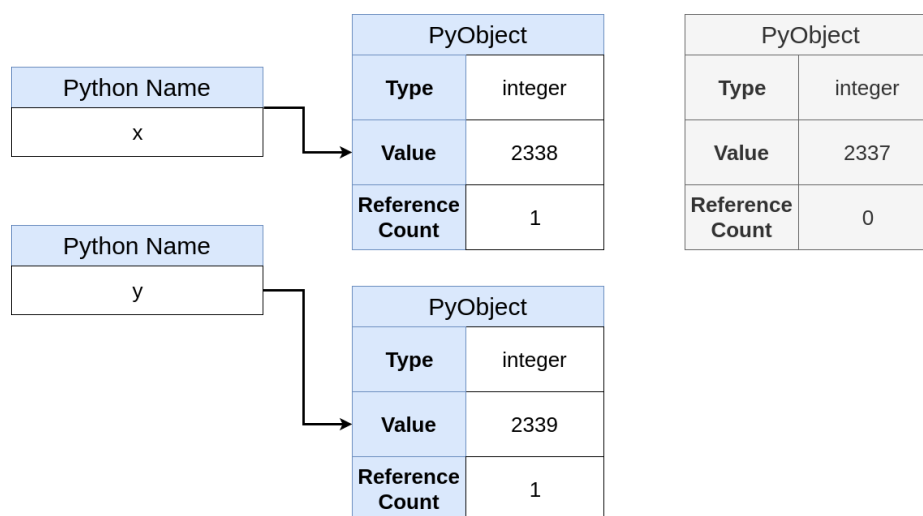 Python Name
x
PyObject
Type
integer
Value
2338
Reference
Count
1
PyObject
Type
integer
Value
2337
Reference
Count
0
Python Name
y
PyObject
Type
integer
Value
2339
Reference
Count
1